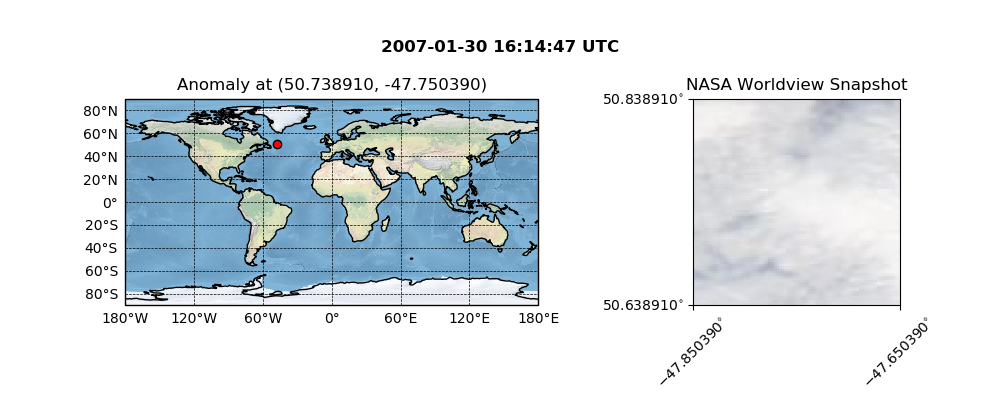 2007-01-30 16:14:47 UTC
Anomaly at (50.738910, -47.750390)
80°N
60°N
40°N
20°N
0°
20°S
40°S
60°S
80°S
180°W 120°W 60°W 0° 60°E 120°E 180°E
NASA Worldview Snapshot
50.838910°
50.638910°
−47.850390°
−47.650390°